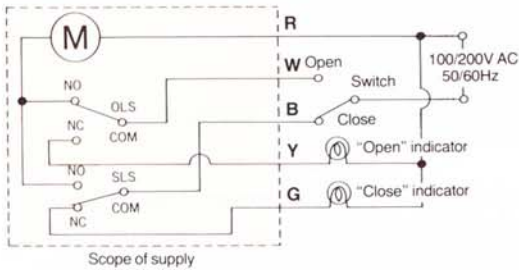 R
M
W Open
100/200V AC
50/60Hz
Switch
NO
OLS
B
NC
COM
Close
Y
"Open" indicator
NO
SLS
G
"Close" indicator
NC
COM
Scope of supply